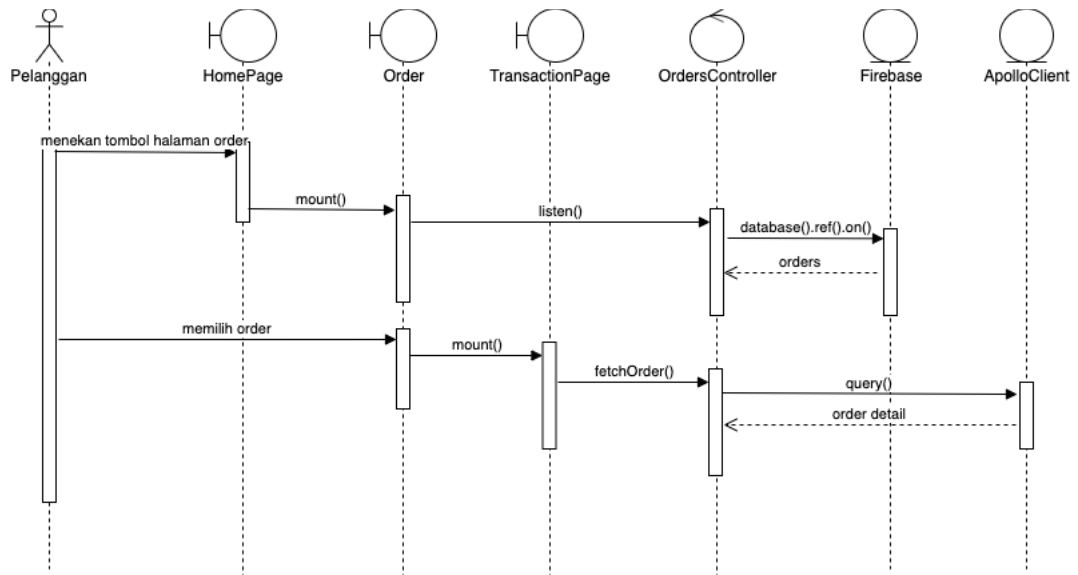 Pelanggan
HomePage
Order
TransactionPage
OrdersController
Firebase
ApolloClient
menekan tombol halaman order
mount()
listen()
database().ref().on()
orders
memilih order
mount()
fetchOrder()
query()
order detail